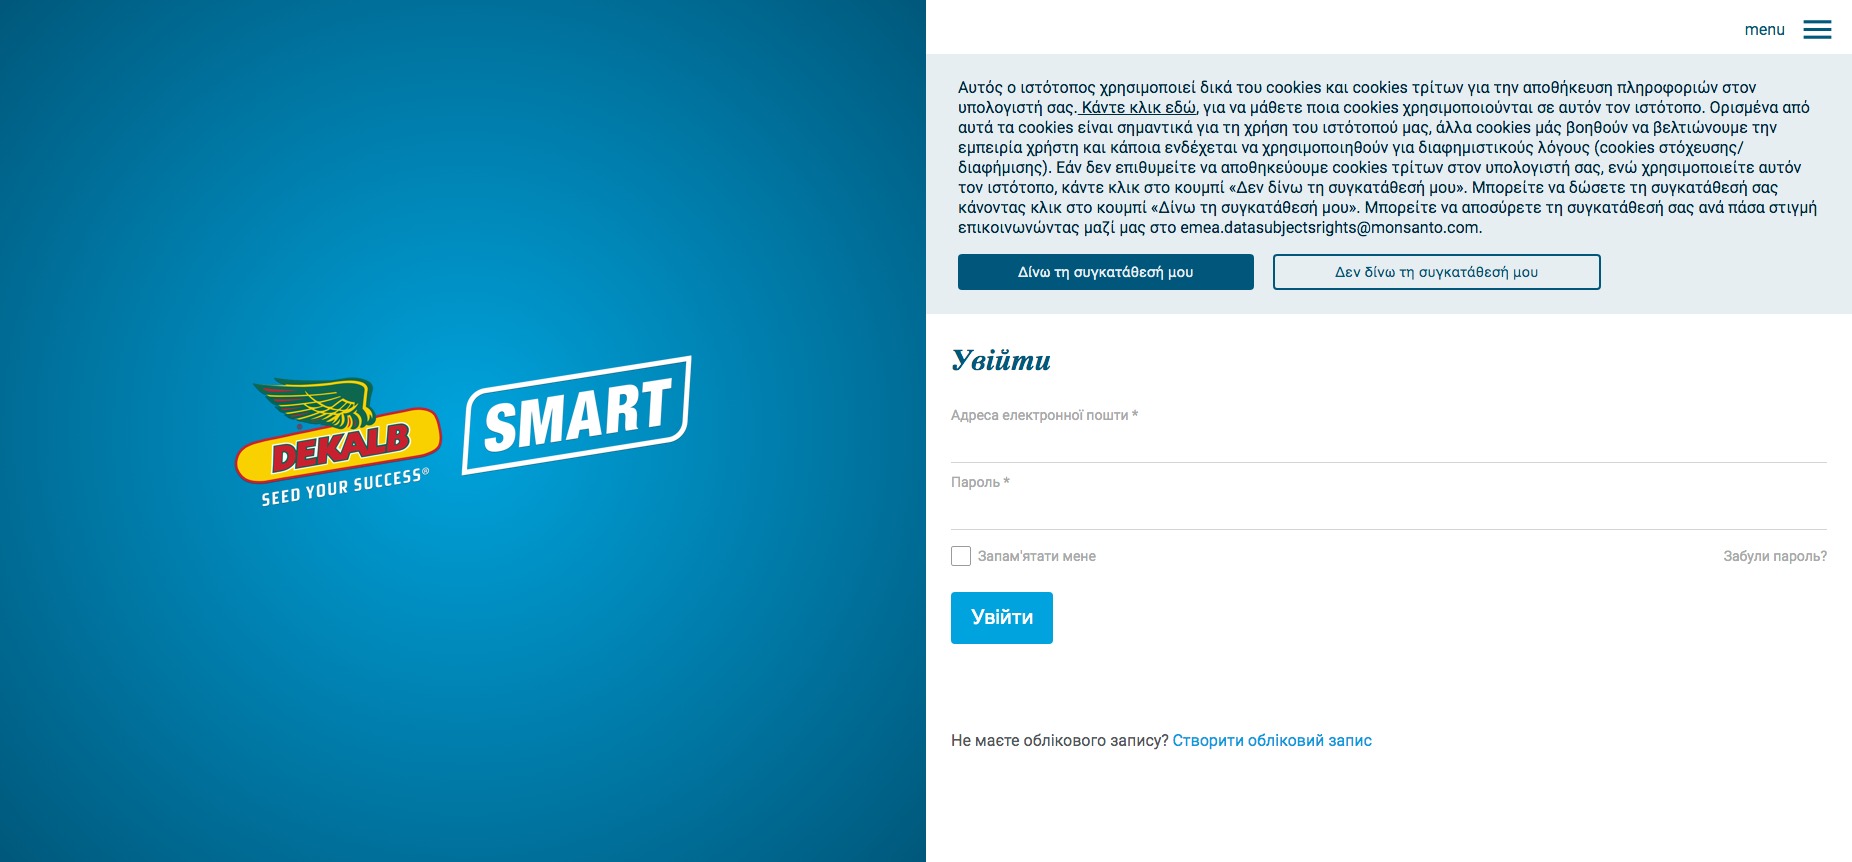 DEKALB
SEED YOUR SUCCESS®
SMART
menu
Αυτός ο ιστότοπος χρησιμοποιεί δικά του cookies και cookies τρίτων για την αποθήκευση πληροφοριών στον
υπολογιστή σας. Κάντε κλικ εδώ, για να μάθετε ποια cookies χρησιμοποιούνται σε αυτόν τον ιστότοπο. Ορισμένα από
αυτά τα cookies είναι σημαντικά για τη χρήση του ιστότοπού μας, άλλα cookies μάς βοηθούν να βελτιώνουμε την
εμπειρία χρήστη και κάποια ενδέχεται να χρησιμοποιηθούν για διαφημιστικούς λόγους (cookies στόχευσης/
διαφήμισης). Εάν δεν επιθυμείτε να αποθηκεύουμε cookies τρίτων στον υπολογιστή σας, ενώ χρησιμοποιείτε αυτόν
τον ιστότοπο, κάντε κλικ στο κουμπί «Δεν δίνω τη συγκατάθεσή μου». Μπορείτε να δώσετε τη συγκατάθεσή σας
κάνοντας κλικ στο κουμπί «Δίνω τη συγκατάθεσή μου». Μπορείτε να αποσύρετε τη συγκατάθεσή σας ανά πάσα στιγμή
επικοινωνώντας μαζί μας στο emea.datasubjectsrights@monsanto.com.
Δίνω τη συγκατάθεσή μου
Δεν δίνω τη συγκατάθεσή μου
Увійти
Адреса електронної пошти *
Пароль *
Запам'ятати мене
Забули пароль?
Увійти
Не маєте облікового запису? Створити обліковий запис